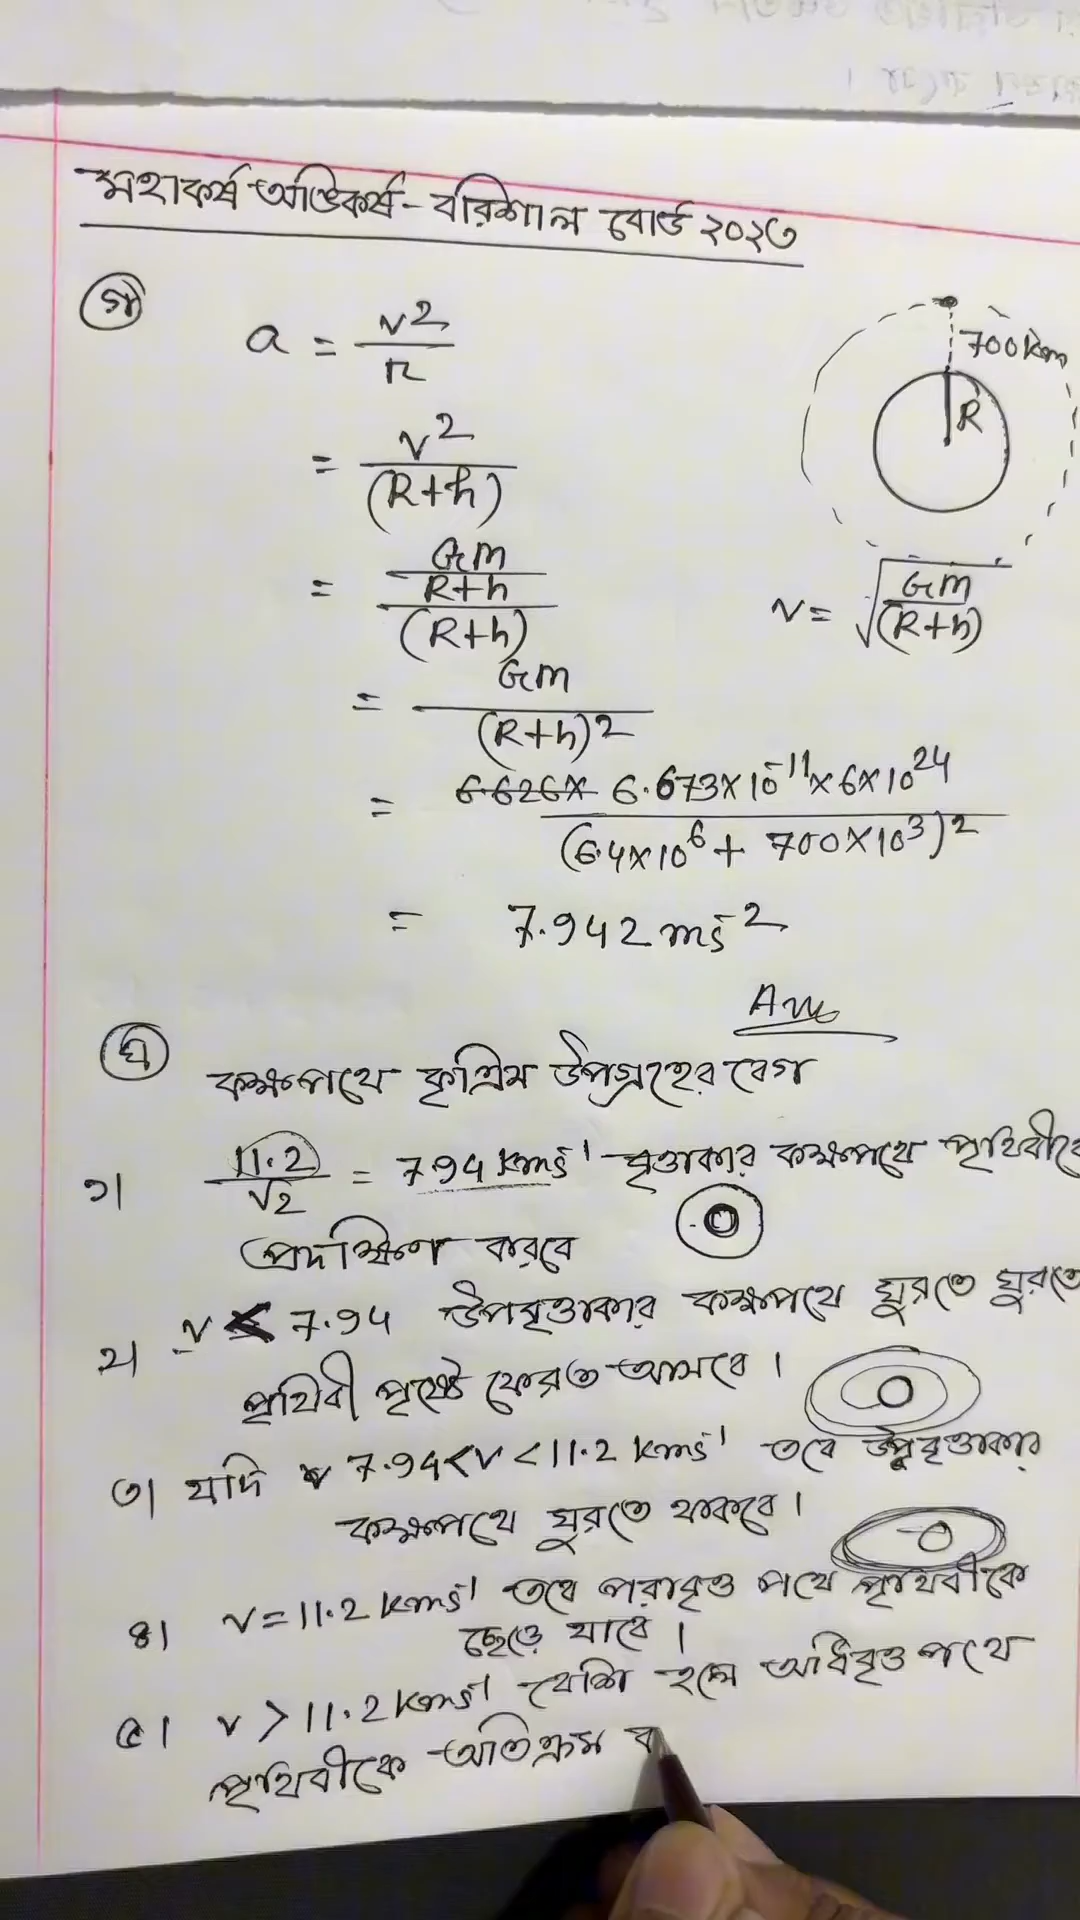 মহাকর্ষ অভিকর্ষ - বরিশাল বোর্ড ২০২৩
গ
a = v²/r
700km
= v²/(R+h)
R
= (GM/(R+h))/(R+h)
v = √(GM/(R+h))
= GM/(R+h)²
= 6.626× 6.673×10⁻¹¹×6×10²⁴/(6.4×10⁶ + 700×10³)²
= 7.942 ms⁻²
Ans
ঘ
কক্ষপথে কৃত্রিম উপগ্রহের বেগ
১। 11.2/√2 = 7.94 kms⁻¹ বৃত্তাকার কক্ষপথে পৃথিবীকে
প্রদক্ষিণ করবে
২। v < 7.94 উপবৃত্তাকার কক্ষপথে ঘুরতে ঘুরতে
পৃথিবী পৃষ্ঠে ফেরত আসবে।
৩। যদি v 7.94<v<11.2 kms⁻¹ তবে উপবৃত্তাকার
কক্ষপথে ঘুরতে থাকবে।
৪। v=11.2 kms⁻¹ তবে পরাবৃত্ত পথে পৃথিবীকে
ছেড়ে যাবে।
৫। v > 11.2 kms⁻¹ বেশি হলে অধিবৃত্ত পথে
পৃথিবীকে অতিক্রম ক